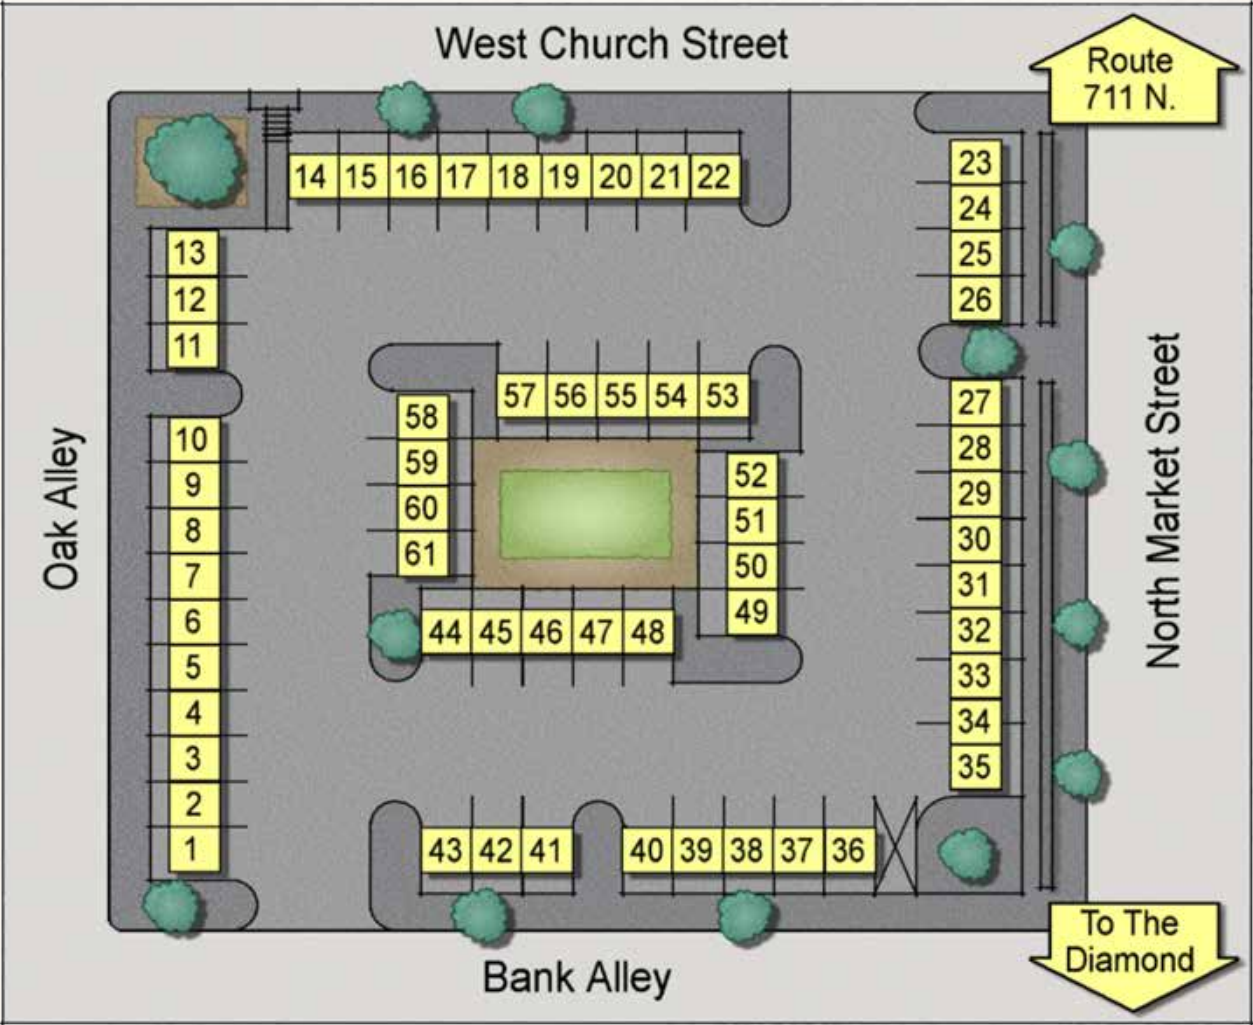 West Church Street
Route
711 N.
14 15 16 17 18 19 20 21 22
23
24
25
26
13
12
11
57 56 55 54 53
58
59
60
61
52
51
50
49
44 45 46 47 48
10
9
8
7
6
5
4
3
2
1
27
28
29
30
31
32
33
34
35
43 42 41
40 39 38 37 36
Oak Alley
North Market Street
Bank Alley
To The
Diamond